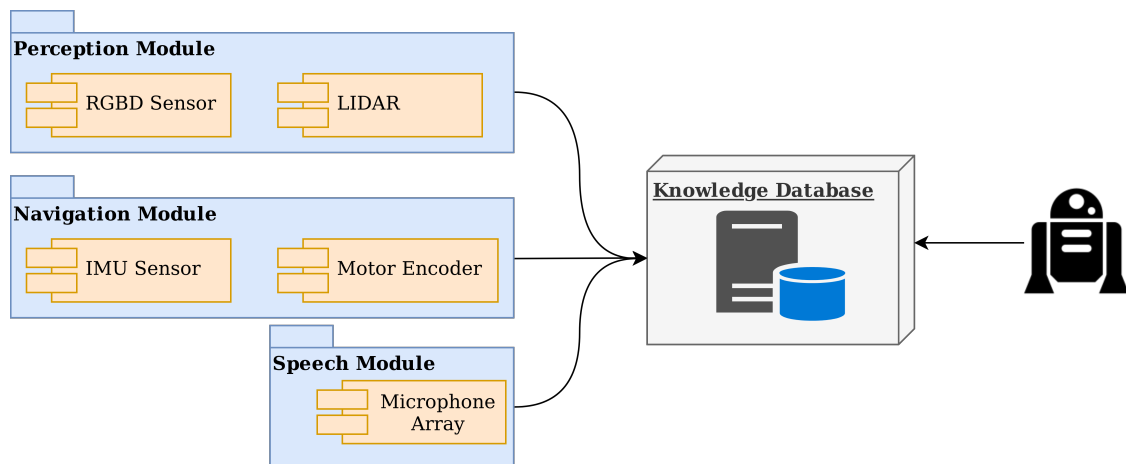 Perception Module
RGBD Sensor
LIDAR
Navigation Module
IMU Sensor
Motor Encoder
Speech Module
Microphone
Array
Knowledge Database